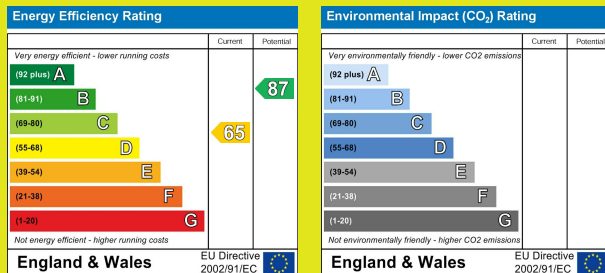 Energy Efficiency Rating
Current Potential
Very energy efficient - lower running costs
(92 plus) A
(81-91) B
(69-80) C
(55-68) D
(39-54) E
(21-38) F
(1-20) G
65
87
Not energy efficient - higher running costs
England & Wales
EU Directive
2002/91/EC
Environmental Impact (CO₂) Rating
Current Potential
Very environmentally friendly - lower CO2 emissions
(92 plus) A
(81-91) B
(69-80) C
(55-68) D
(39-54) E
(21-38) F
(1-20) G
Not environmentally friendly - higher CO2 emissions
England & Wales
EU Directive
2002/91/EC